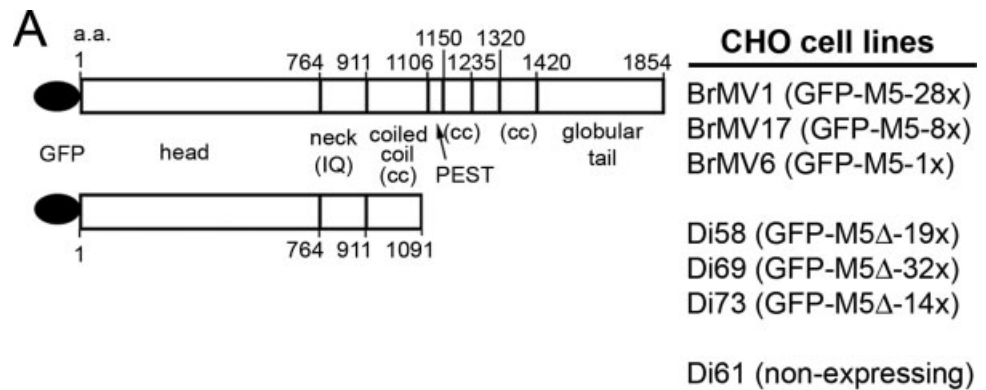 A
a.a.
1
764 911 1106 1150 1235 1320 1420 1854
GFP
head
neck
(IQ)
coiled
coil
(cc)
PEST
(cc)
(cc)
globular
tail
1
764 911 1091
CHO cell lines
BrMV1 (GFP-M5-28x)
BrMV17 (GFP-M5-8x)
BrMV6 (GFP-M5-1x)
Di58 (GFP-M5Δ-19x)
Di69 (GFP-M5Δ-32x)
Di73 (GFP-M5Δ-14x)
Di61 (non-expressing)